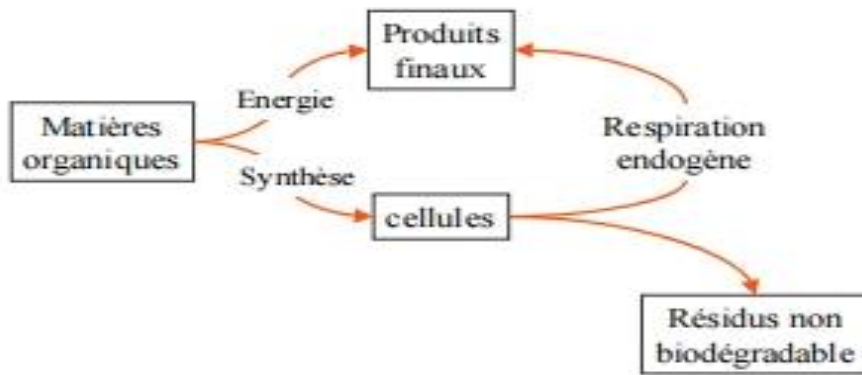 Produits
finaux
Energie
Matières
organiques
Respiration
endogène
Synthèse
cellules
Résidus non
biodégradable